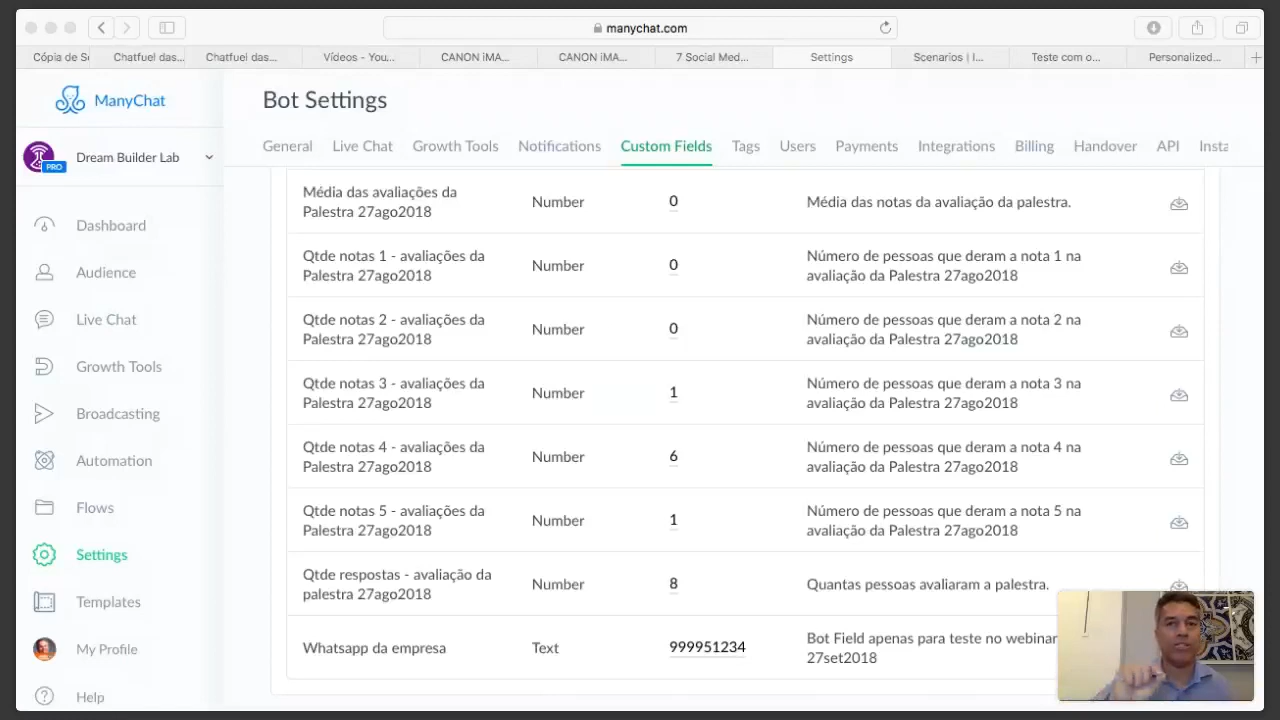 manychat.com
Cópia de Se
Chatfuel das...
Chatfuel das...
Vídeos - You...
CANON iMA...
CANON iMA...
7 Social Med...
Settings
Scenarios | I...
Teste com o...
Personalized...
ManyChat
Bot Settings
Dream Builder Lab
PRO
General
Live Chat
Growth Tools
Notifications
Custom Fields
Tags
Users
Payments
Integrations
Billing
Handover
API
Insta
Dashboard
Audience
Live Chat
Growth Tools
Broadcasting
Automation
Flows
Settings
Templates
My Profile
Help
Média das avaliações da
Palestra 27ago2018
Number
0
Média das notas da avaliação da palestra.
Qtde notas 1 - avaliações da
Palestra 27ago2018
Number
0
Número de pessoas que deram a nota 1 na
avaliação da Palestra 27ago2018
Qtde notas 2 - avaliações da
Palestra 27ago2018
Number
0
Número de pessoas que deram a nota 2 na
avaliação da Palestra 27ago2018
Qtde notas 3 - avaliações da
Palestra 27ago2018
Number
1
Número de pessoas que deram a nota 3 na
avaliação da Palestra 27ago2018
Qtde notas 4 - avaliações da
Palestra 27ago2018
Number
6
Número de pessoas que deram a nota 4 na
avaliação da Palestra 27ago2018
Qtde notas 5 - avaliações da
Palestra 27ago2018
Number
1
Número de pessoas que deram a nota 5 na
avaliação da Palestra 27ago2018
Qtde respostas - avaliação da
palestra 27ago2018
Number
8
Quantas pessoas avaliaram a palestra.
Whatsapp da empresa
Text
999951234
Bot Field apenas para teste no webinar
27set2018